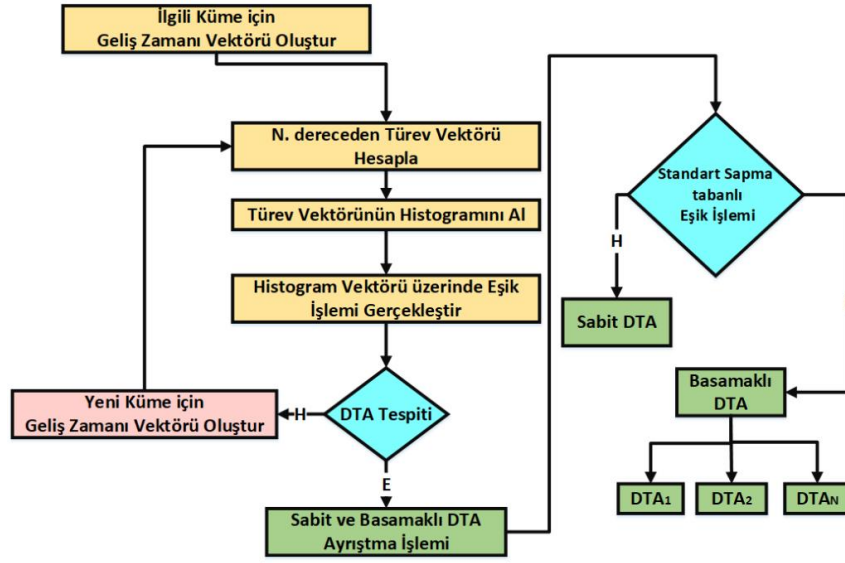 İlgili Küme için
Geliş Zamanı Vektörü Oluştur
N. dereceden Türev Vektörü
Hesapla
Türev Vektörünün Histogramını Al
Histogram Vektörü üzerinde Eşik
İşlemi Gerçekleştir
DTA Tespiti
H
Yeni Küme için
Geliş Zamanı Vektörü Oluştur
E
Sabit ve Basamaklı DTA
Ayrıştma İşlemi
Standart Sapma
tabanlı
Eşik İşlemi
H
Sabit DTA
Basamaklı
DTA
DTA1
DTA2
DTAN